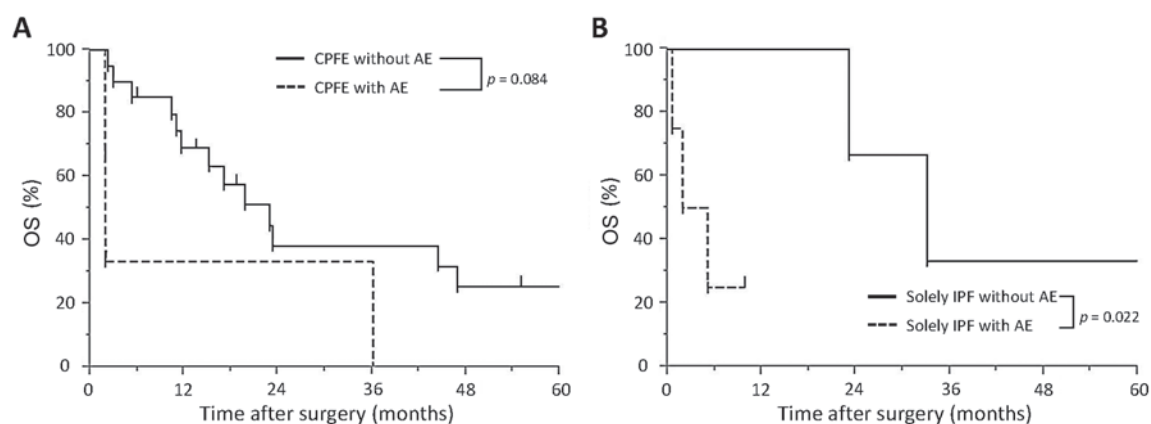 A
OS (%)
100
80
60
40
20
0
CPFE without AE
CPFE with AE
p = 0.084
0 12 24 36 48 60
Time after surgery (months)
B
OS (%)
100
80
60
40
20
0
Solely IPF without AE
Solely IPF with AE
p = 0.022
0 12 24 36 48 60
Time after surgery (months)